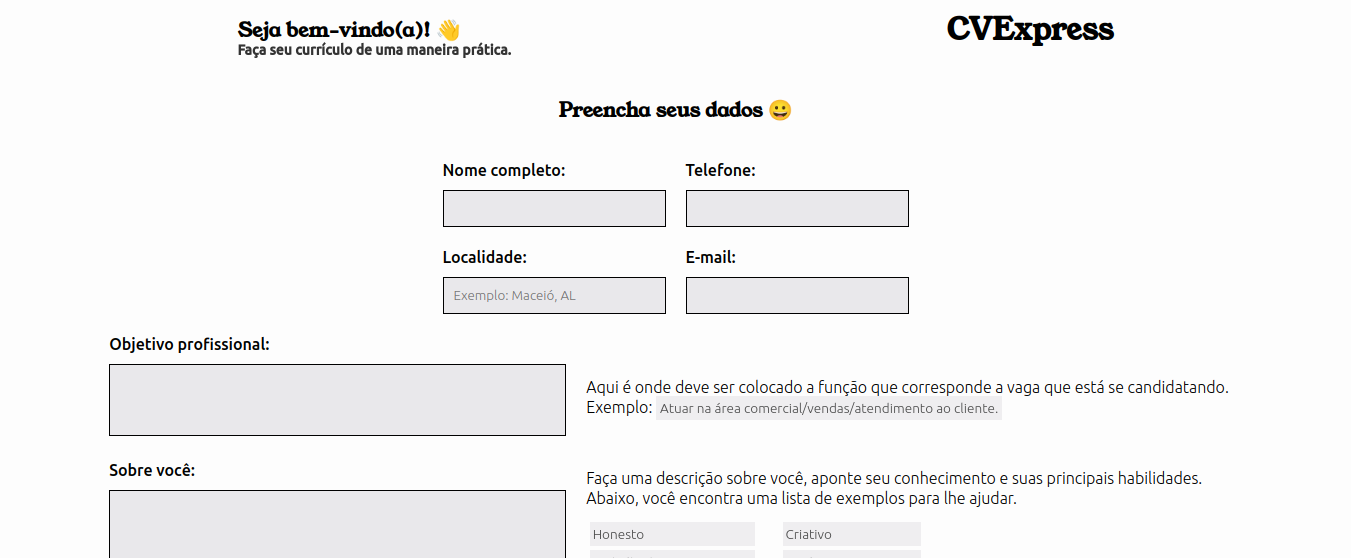 Seja bem-vindo(a)! 👋
Faça seu currículo de uma maneira prática.
CVExpress
Preencha seus dados 😀
Nome completo:
Telefone:
Localidade:
E-mail:
Exemplo: Maceió, AL
Objetivo profissional:
Aqui é onde deve ser colocado a função que corresponde a vaga que está se candidatando.
Exemplo: Atuar na área comercial/vendas/atendimento ao cliente.
Sobre você:
Faça uma descrição sobre você, aponte seu conhecimento e suas principais habilidades.
Abaixo, você encontra uma lista de exemplos para lhe ajudar.
Honesto
Criativo